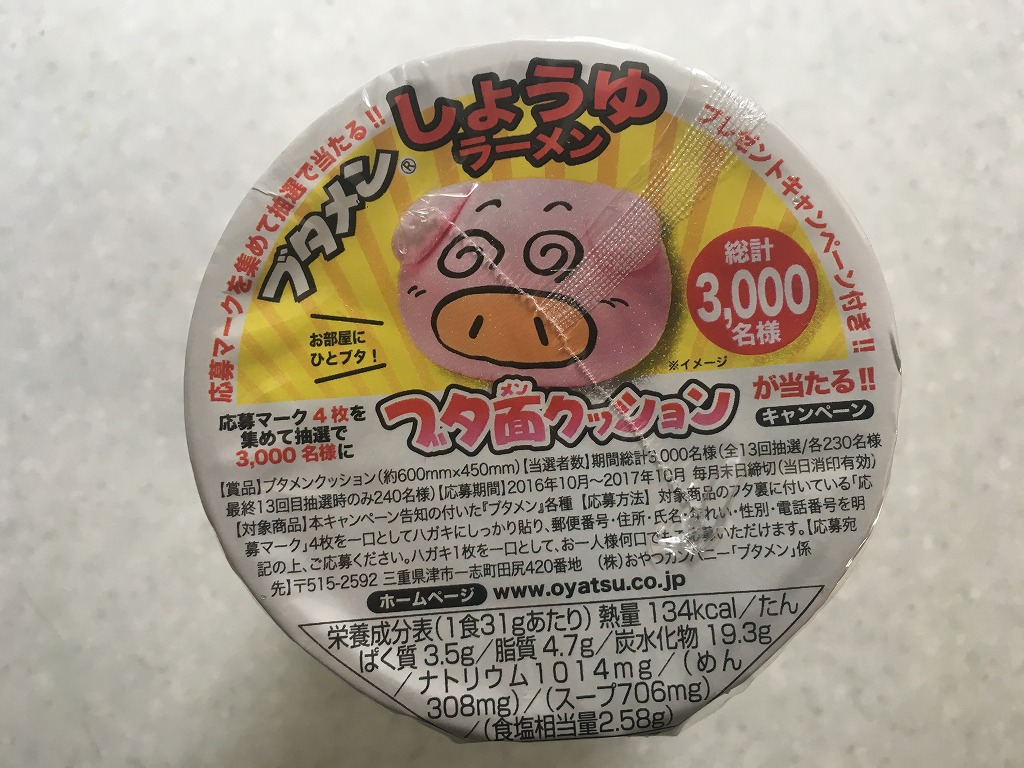 応募マークを集めて抽選で当たる!!
プレゼントキャンペーン付き!!
しょうゆ
ラーメン
ブタメン®
総計
3,000
名様
お部屋に
ひとブタ!
※イメージ
応募マーク4枚を
集めて抽選で
3,000名様に
ブタ面クッション
メン
が当たる!!
キャンペーン
【賞品】ブタメンクッション(約600mm×450mm)【当選者数】期間総計3,000名様(全13回抽選/各230名様
最終13回目抽選時のみ240名様)【応募期間】2016年10月~2017年10月 毎月末日締切(当日消印有効)
【対象商品】本キャンペーン告知の付いた『ブタメン』各種 【応募方法】対象商品のフタ裏に付いている「応
募マーク」4枚を一口としてハガキにしっかり貼り、郵便番号・住所・氏名・年れい・性別・電話番号を明
記の上、ご応募ください。ハガキ1枚を一口として、お一人様何口で 応募いただけます。【応募宛
先】〒515-2592 三重県津市一志町田尻420番地 (株)おやつカンパニー「ブタメン」係
ホームページ www.oyatsu.co.jp
栄養成分表(1食31gあたり) 熱量 134kcal/たん
ぱく質 3.5g/脂質 4.7g/炭水化物 19.3g
/ナトリウム1014mg/(めん
308mg)/(スープ706mg)
/(食塩相当量2.58g)